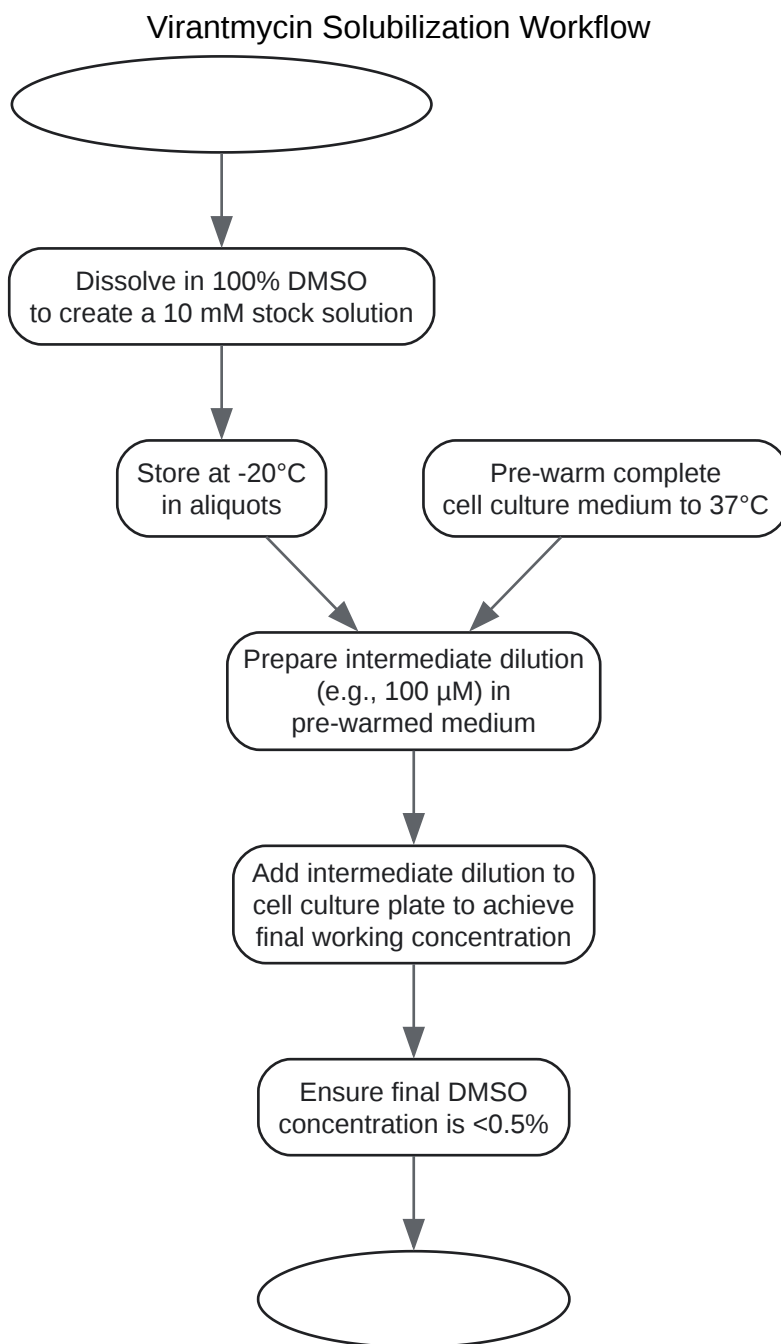 Virantmycin Solubilization Workflow
Dissolve in 100% DMSO
to create a 10 mM stock solution
Store at -20°C
in aliquots
Pre-warm complete
cell culture medium to 37°C
Prepare intermediate dilution
(e.g., 100 µM) in
pre-warmed medium
Add intermediate dilution to
cell culture plate to achieve
final working concentration
Ensure final DMSO
concentration is <0.5%